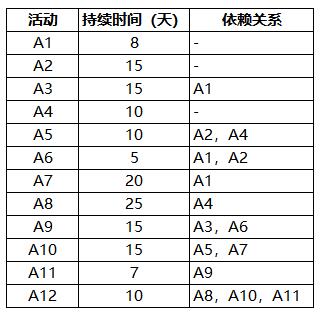 活动 持续时间（天） 依赖关系
A1 8 -
A2 15 -
A3 15 A1
A4 10 -
A5 10 A2，A4
A6 5 A1，A2
A7 20 A1
A8 25 A4
A9 15 A3，A6
A10 15 A5，A7
A11 7 A9
A12 10 A8，A10，A11